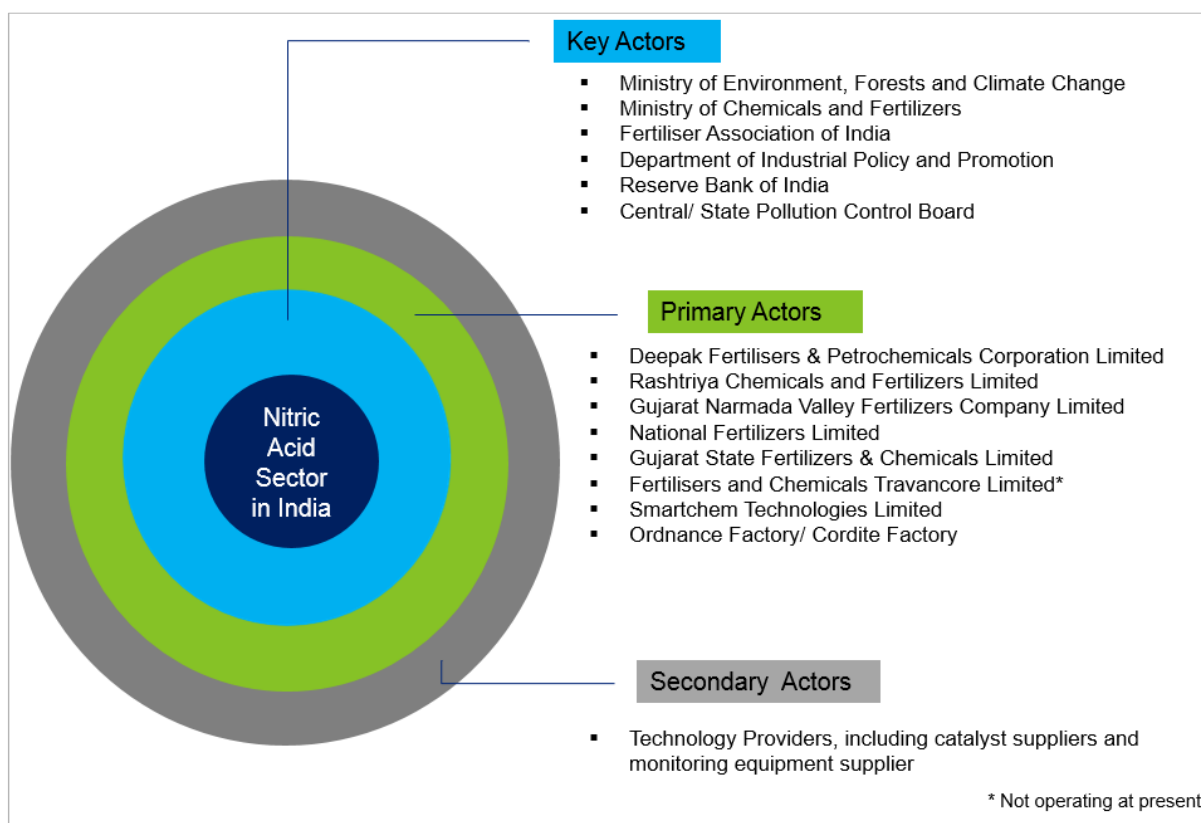 Key Actors
▪ Ministry of Environment, Forests and Climate Change
▪ Ministry of Chemicals and Fertilizers
▪ Fertiliser Association of India
▪ Department of Industrial Policy and Promotion
▪ Reserve Bank of India
▪ Central/ State Pollution Control Board
Primary Actors
▪ Deepak Fertilisers & Petrochemicals Corporation Limited
▪ Rashtriya Chemicals and Fertilizers Limited
▪ Gujarat Narmada Valley Fertilizers Company Limited
▪ National Fertilizers Limited
▪ Gujarat State Fertilizers & Chemicals Limited
▪ Fertilisers and Chemicals Travancore Limited*
▪ Smartchem Technologies Limited
▪ Ordnance Factory/ Cordite Factory
Nitric
Acid
Sector
in India
Secondary Actors
▪ Technology Providers, including catalyst suppliers and
monitoring equipment supplier
* Not operating at present